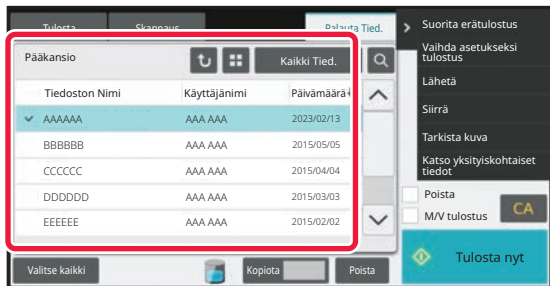 Tulosta Skannaus Palauta Tied.
Pääkansio Kaikki Tied.
Tiedoston Nimi Käyttäjänimi Päivämäärä
AAAAAA AAA AAA 2023/02/13
BBBBBB AAA AAA 2015/05/05
CCCCCC AAA AAA 2015/04/04
DDDDDD AAA AAA 2015/03/03
EEEEEE AAA AAA 2015/02/02
Valitse kaikki Kopiota Poista
Suorita erätulostus
Vaihda asetukseksi
tulostus
Lähetä
Siirrä
Tarkista kuva
Katso yksityiskohtaiset
tiedot
Poista
M/V tulostus
CA
Tulosta nyt